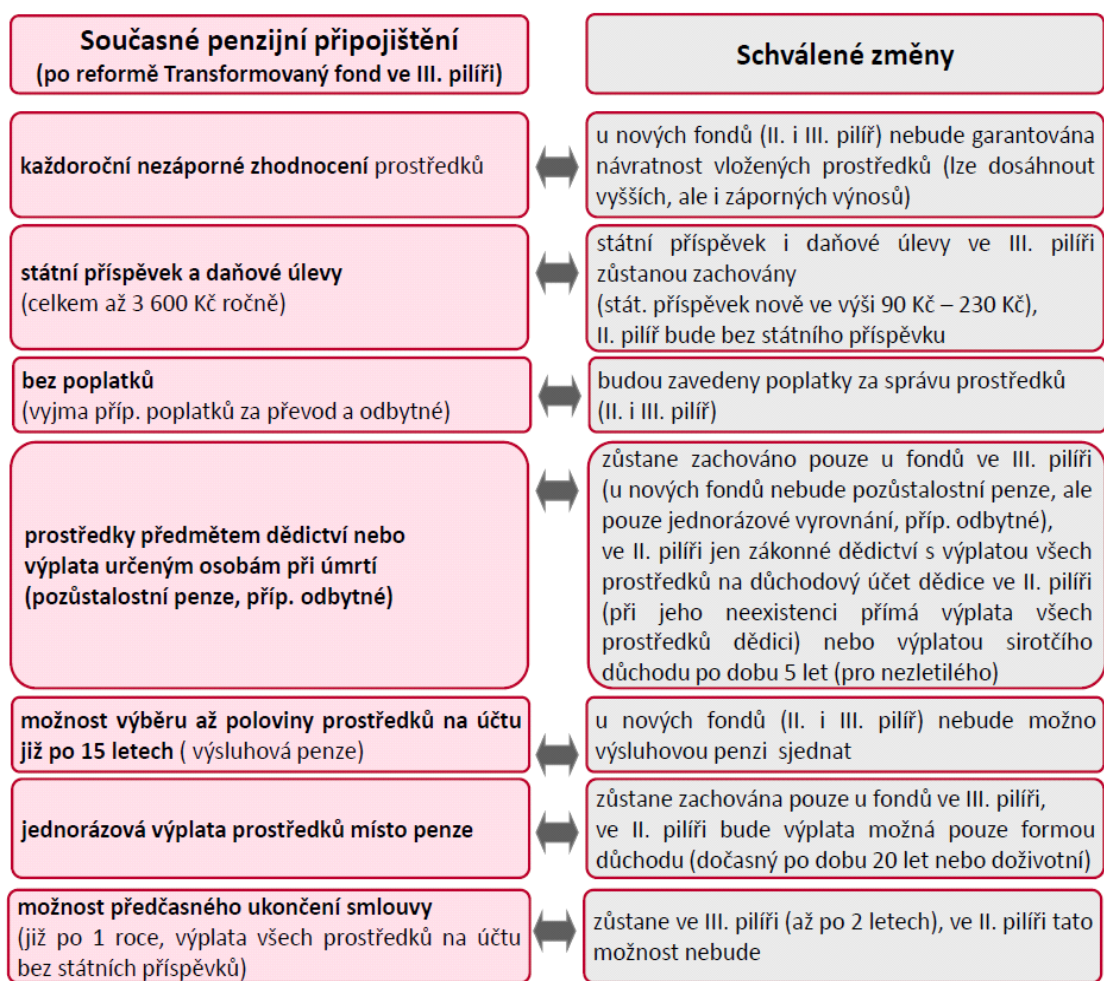 Současné penzijní připojištění
(po reformě Transformovaný fond ve III. pilíři)
Schválené změny
každoroční nezáporné zhodnocení prostředků
u nových fondů (II. i III. pilíř) nebude garantována
návratnost vložených prostředků (lze dosáhnout
vyšších, ale i záporných výnosů)
státní příspěvek a daňové úlevy
(celkem až 3 600 Kč ročně)
státní příspěvek i daňové úlevy ve III. pilíři
zůstanou zachovány
(stát. příspěvek nově ve výši 90 Kč – 230 Kč),
II. pilíř bude bez státního příspěvku
bez poplatků
(vyjma příp. poplatků za převod a odbytné)
budou zavedeny poplatky za správu prostředků
(II. i III. pilíř)
prostředky předmětem dědictví nebo
výplata určeným osobám při úmrtí
(pozůstalostní penze, příp. odbytné)
zůstane zachováno pouze u fondů ve III. pilíři
(u nových fondů nebude pozůstalostní penze, ale
pouze jednorázové vyrovnání, příp. odbytné),
ve II. pilíři jen zákonné dědictví s výplatou všech
prostředků na důchodový účet dědice ve II. pilíři
(při jeho neexistenci přímá výplata všech
prostředků dědici) nebo výplatou sirotčího
důchodu po dobu 5 let (pro nezletilého)
možnost výběru až poloviny prostředků na účtu
již po 15 letech ( výsluhová penze)
u nových fondů (II. i III. pilíř) nebude možno
výsluhovou penzi sjednat
jednorázová výplata prostředků místo penze
zůstane zachována pouze u fondů ve III. pilíři,
ve II. pilíři bude výplata možná pouze formou
důchodu (dočasný po dobu 20 let nebo doživotní)
možnost předčasného ukončení smlouvy
(již po 1 roce, výplata všech prostředků na účtu
bez státních příspěvků)
zůstane ve III. pilíři (až po 2 letech), ve II. pilíři tato
možnost nebude